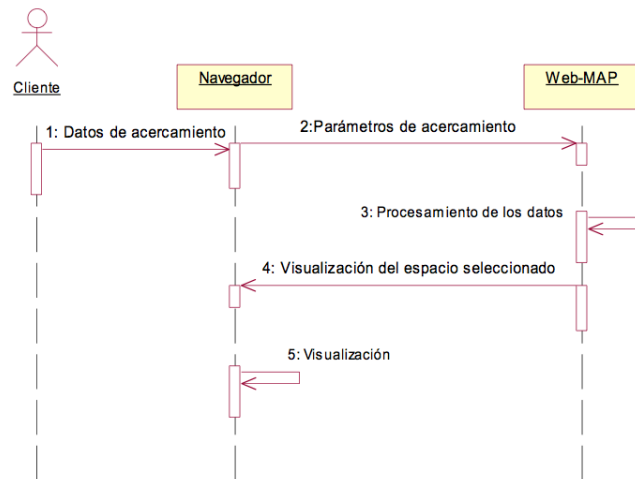 Cliente
Navegador
Web-MAP
1: Datos de acercamiento
2:Parámetros de acercamiento
3: Procesamiento de los datos
4: Visualización del espacio seleccionado
5: Visualización